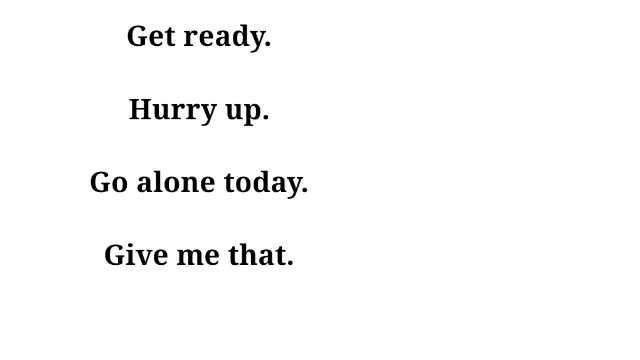 Get ready.
Hurry up.
Go alone today.
Give me that.